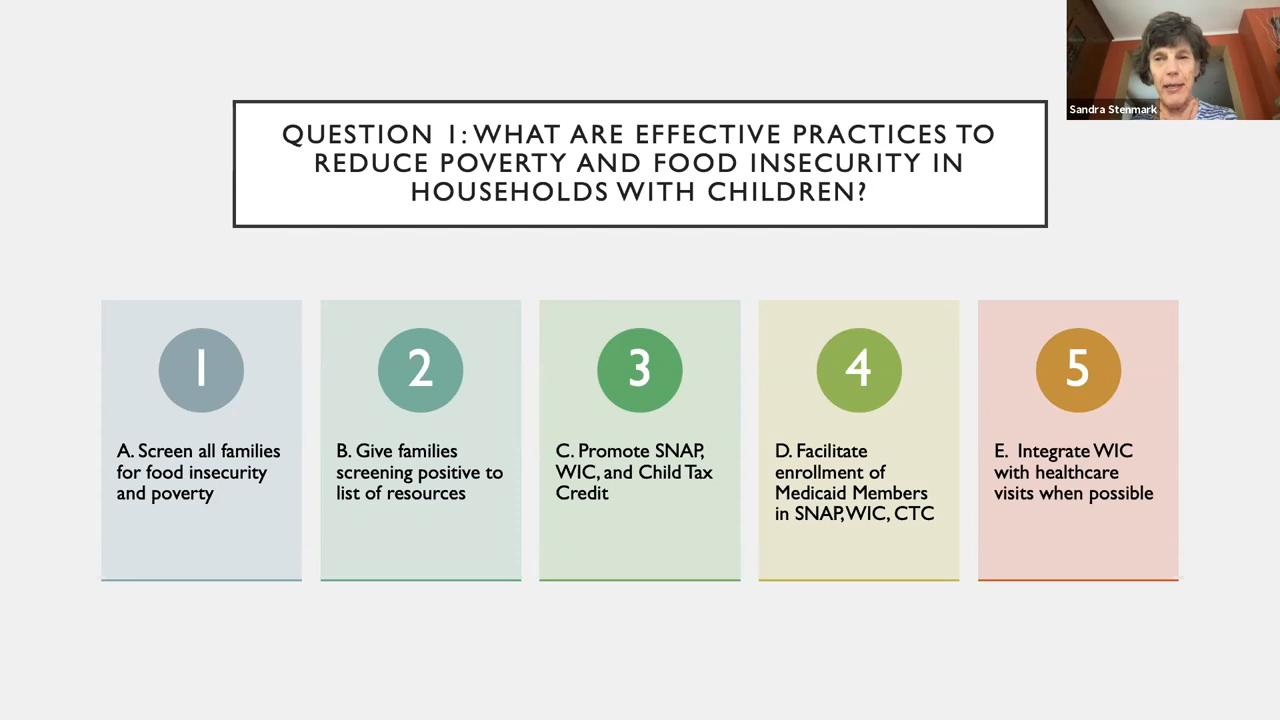 Sandra Stenmark
QUESTION 1: WHAT ARE EFFECTIVE PRACTICES TO
REDUCE POVERTY AND FOOD INSECURITY IN
HOUSEHOLDS WITH CHILDREN?
1
A. Screen all families
for food insecurity
and poverty
2
B. Give families
screening positive to
list of resources
3
C. Promote SNAP,
WIC, and Child Tax
Credit
4
D. Facilitate
enrollment of
Medicaid Members
in SNAP, WIC, CTC
5
E. Integrate WIC
with healthcare
visits when possible